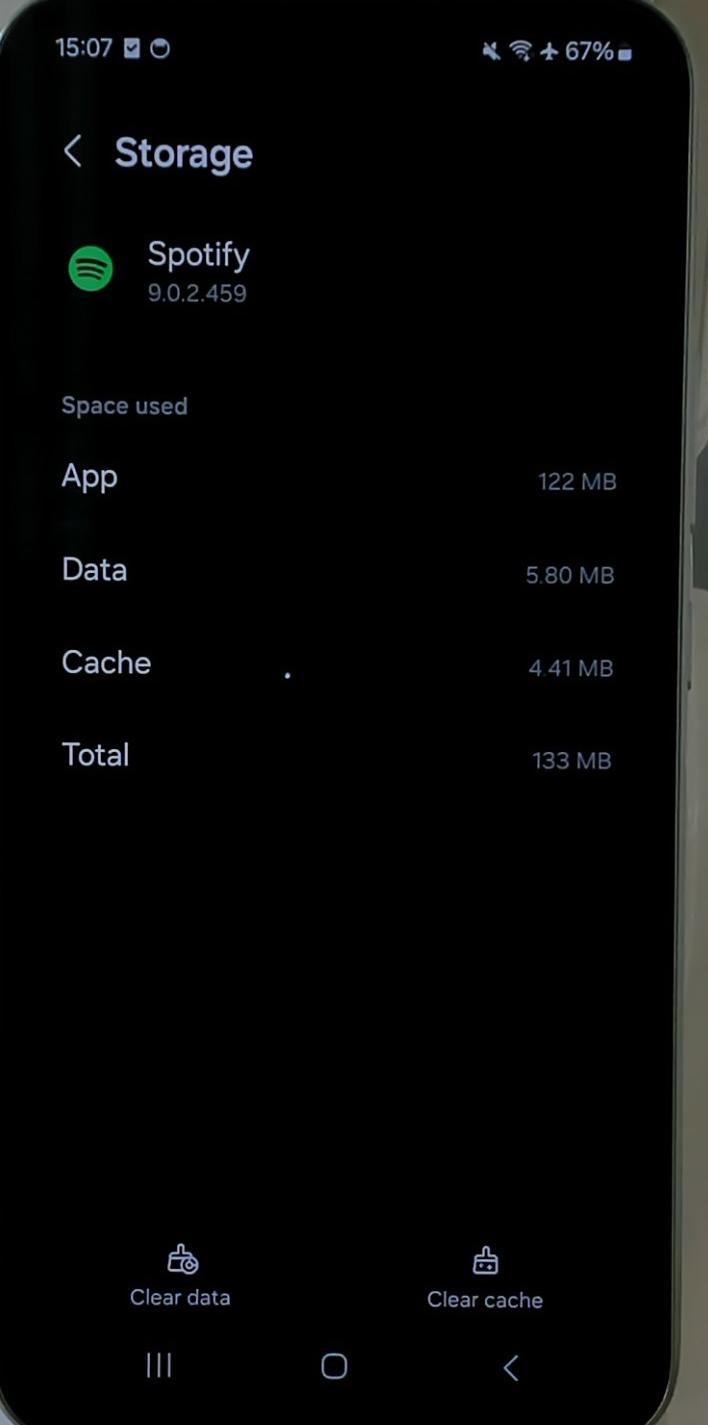 15:07 67%
Storage
Spotify
9.0.2.459
Space used
App 122 MB
Data 5.80 MB
Cache 4.41 MB
Total 133 MB
Clear data Clear cache